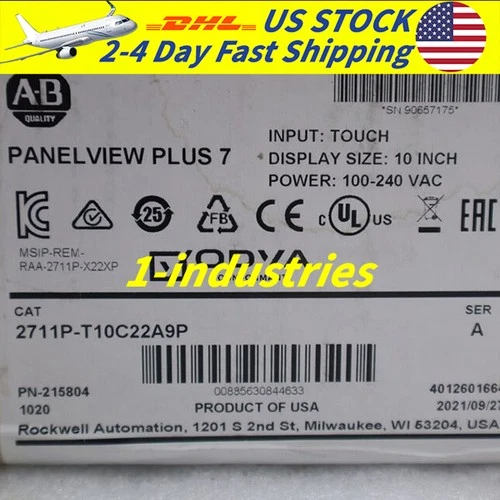 DHL US STOCK
2-4 Day Fast Shipping
A-B
QUALITY
*SN 90657175*
PANELVIEW PLUS 7
INPUT: TOUCH
DISPLAY SIZE: 10 INCH
POWER: 100-240 VAC
25
FB
CE
C UL US
EAC
MSIP-REM-
RAA-2711P-X22XP
ODVA
1-industries
CAT
SER
2711P-T10C22A9P
A
00885630844633
PN-215804
4012601664
1020
PRODUCT OF USA
2021/09/27
Rockwell Automation, 1201 S 2nd St, Milwaukee, WI 53204, USA